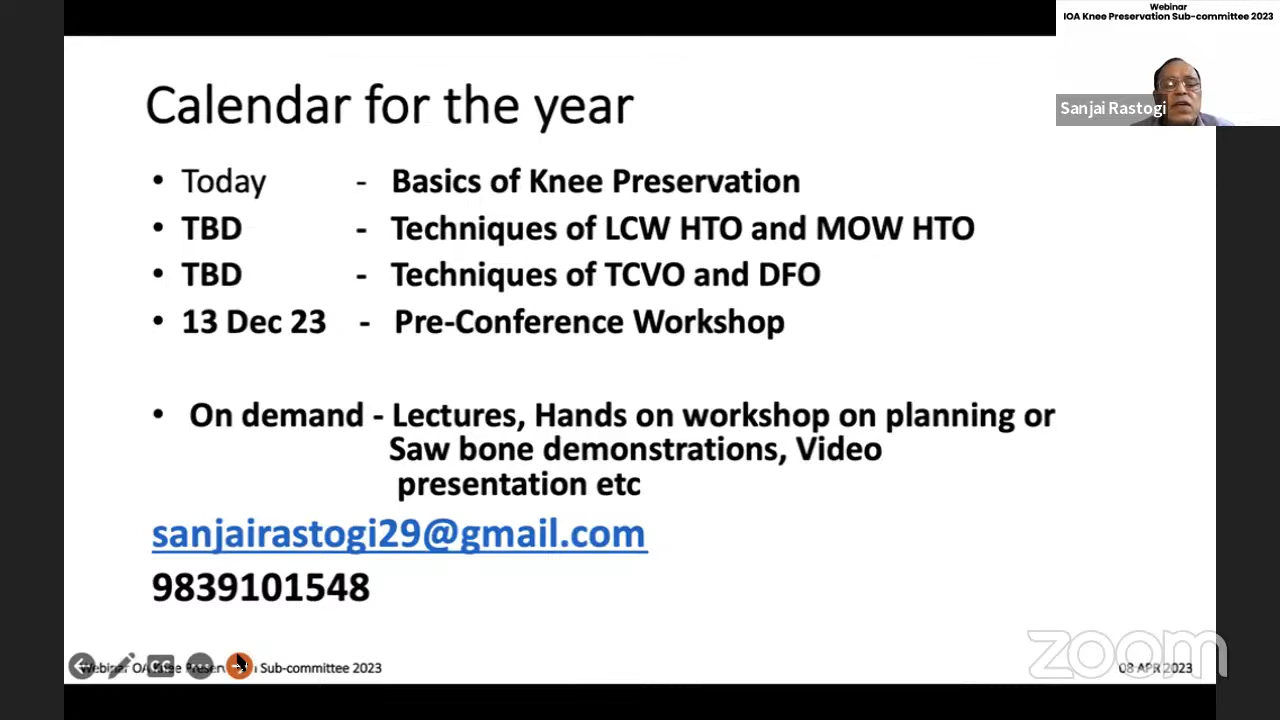 Webinar
IOA Knee Preservation Sub-committee 2023
Sanjai Rastogi
Calendar for the year
• Today - Basics of Knee Preservation
• TBD - Techniques of LCW HTO and MOW HTO
• TBD - Techniques of TCVO and DFO
• 13 Dec 23 - Pre-Conference Workshop
• On demand - Lectures, Hands on workshop on planning or
Saw bone demonstrations, Video
presentation etc
sanjairastogi29@gmail.com
9839101548
Sub-committee 2023
08 APR 2023
zoom